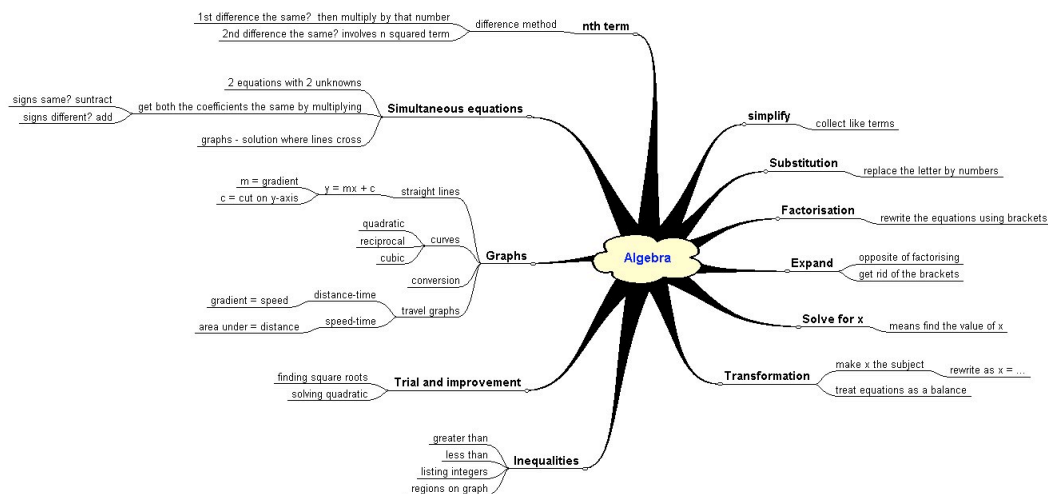 1st difference the same?  then multiply by that number
2nd difference the same? involves n squared term
difference method
nth term
2 equations with 2 unknowns
signs same? suntract
signs different? add
get both the coefficients the same by multiplying
graphs - solution where lines cross
Simultaneous equations
m = gradient
c = cut on y-axis
y = mx + c
straight lines
quadratic
reciprocal
cubic
curves
conversion
gradient = speed
distance-time
area under = distance
speed-time
travel graphs
Graphs
finding square roots
solving quadratic
Trial and improvement
greater than
less than
listing integers
regions on graph
Inequalities
Algebra
simplify
collect like terms
Substitution
replace the letter by numbers
Factorisation
rewrite the equations using brackets
Expand
opposite of factorising
get rid of the brackets
Solve for x
means find the value of x
Transformation
make x the subject
rewrite as x = ...
treat equations as a balance